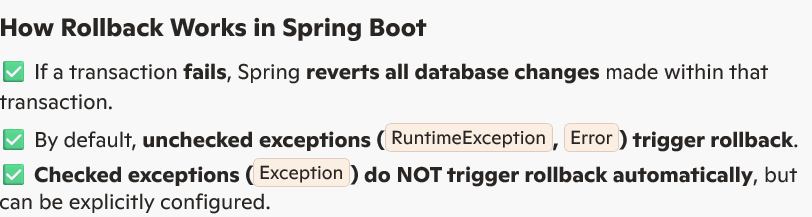 How Rollback Works in Spring Boot
✅ If a transaction fails, Spring reverts all database changes made within that
transaction.
✅ By default, unchecked exceptions (RuntimeException, Error) trigger rollback.
✅ Checked exceptions (Exception) do NOT trigger rollback automatically, but
can be explicitly configured.